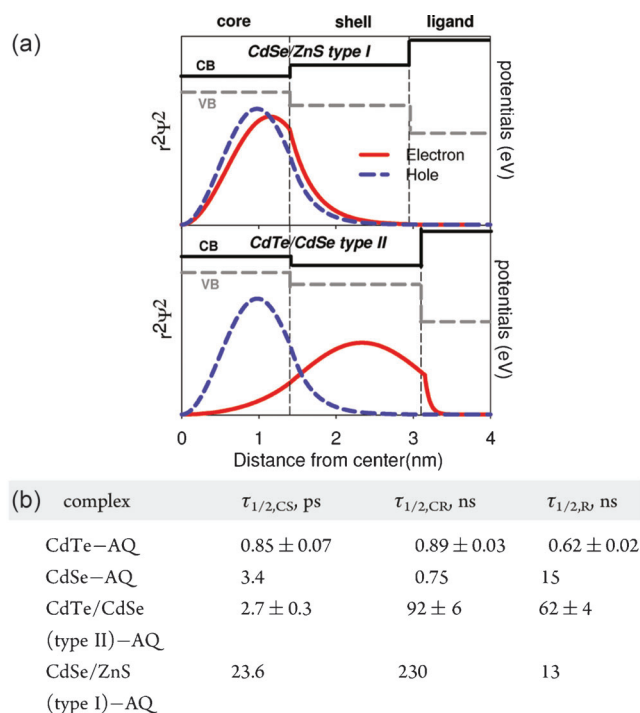 core shell ligand
(a)
CdSe/ZnS type I
CB
VB
r²Ψ²
potentials (eV)
Electron
Hole
CdTe/CdSe type II
CB
VB
r²Ψ²
potentials (eV)
0 1 2 3 4
Distance from center(nm)
(b) complex τ1/2,CS, ps τ1/2,CR, ns τ1/2,R, ns
CdTe−AQ 0.85 ± 0.07 0.89 ± 0.03 0.62 ± 0.02
CdSe−AQ 3.4 0.75 15
CdTe/CdSe 2.7 ± 0.3 92 ± 6 62 ± 4
(type II)−AQ
CdSe/ZnS 23.6 230 13
(type I)−AQ